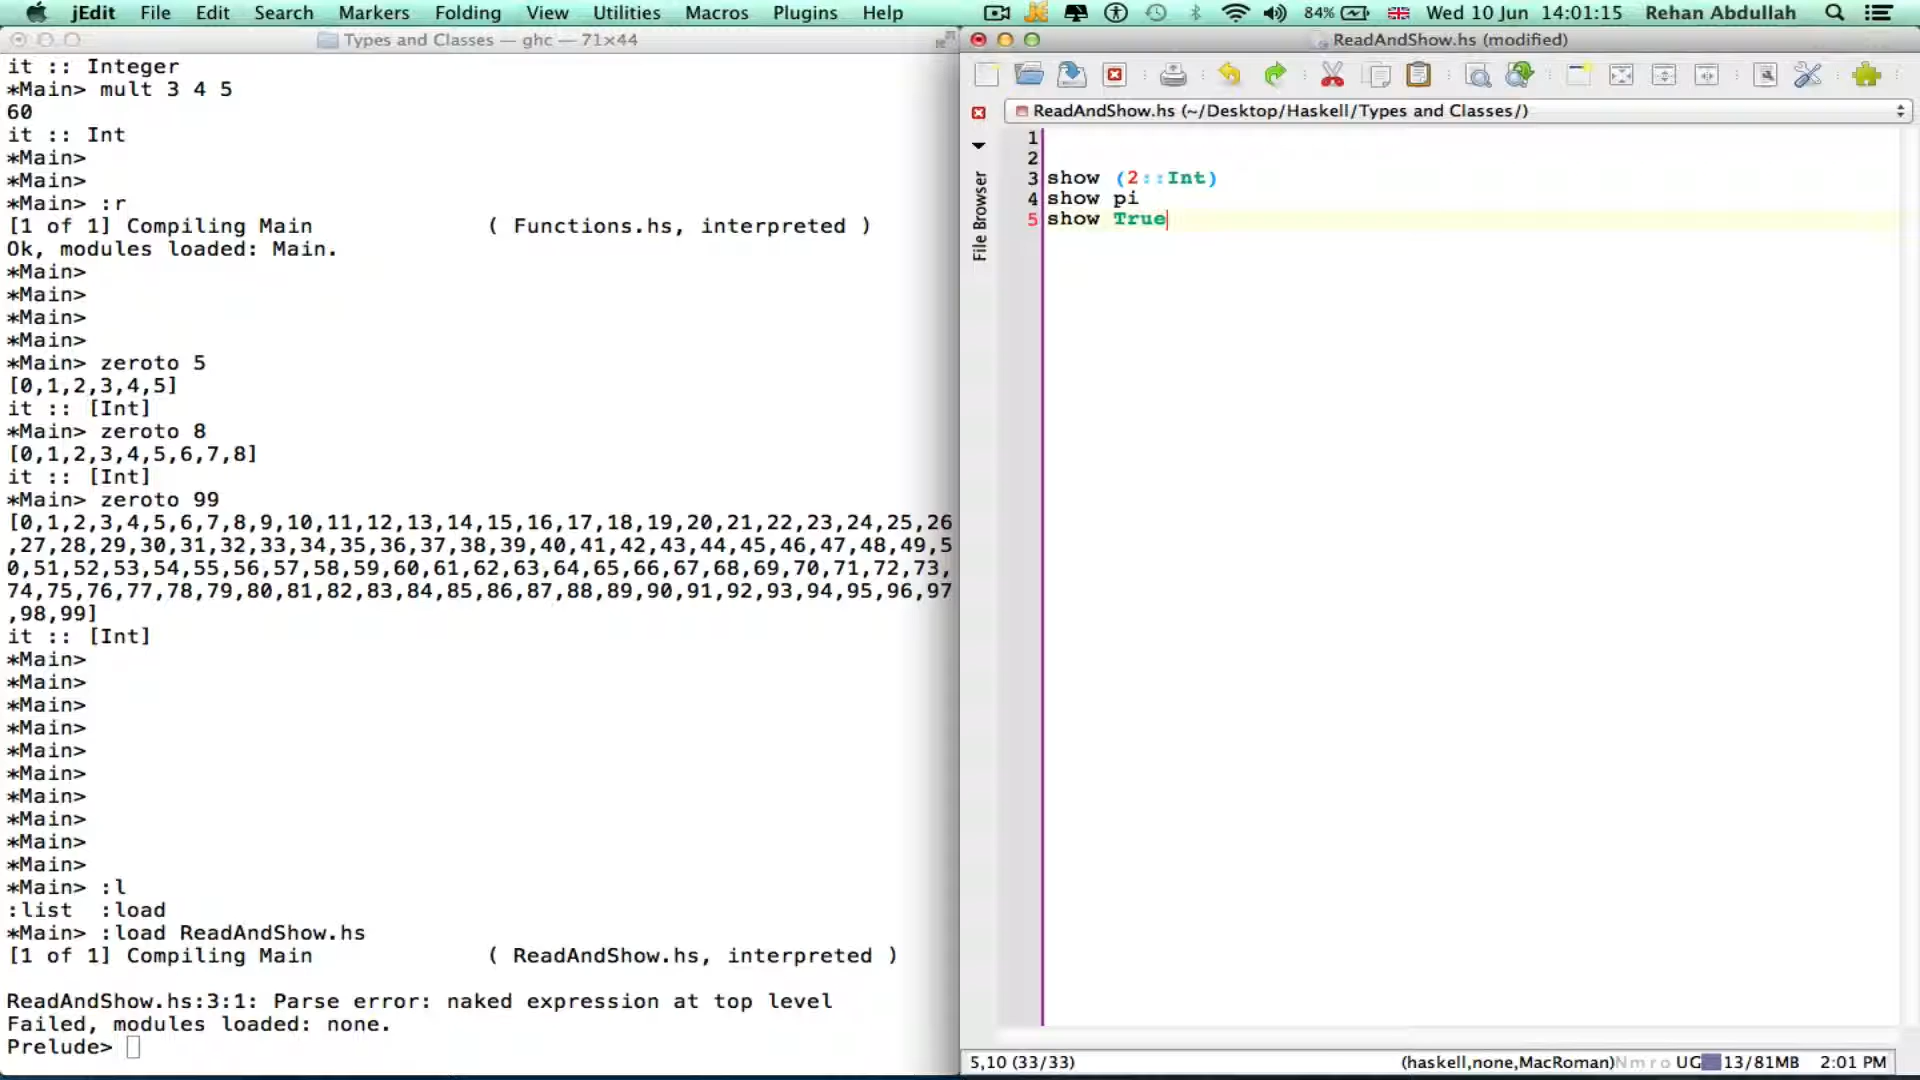 jEdit File Edit Search Markers Folding View Utilities Macros Plugins Help 84% Wed 10 Jun 14:01:15 Rehan Abdullah
Types and Classes — ghc — 71×44
it :: Integer
*Main> mult 3 4 5
60
it :: Int
*Main>
*Main>
*Main> :r
[1 of 1] Compiling Main ( Functions.hs, interpreted )
Ok, modules loaded: Main.
*Main>
*Main>
*Main>
*Main>
*Main> zeroto 5
[0,1,2,3,4,5]
it :: [Int]
*Main> zeroto 8
[0,1,2,3,4,5,6,7,8]
it :: [Int]
*Main> zeroto 99
[0,1,2,3,4,5,6,7,8,9,10,11,12,13,14,15,16,17,18,19,20,21,22,23,24,25,26
,27,28,29,30,31,32,33,34,35,36,37,38,39,40,41,42,43,44,45,46,47,48,49,5
0,51,52,53,54,55,56,57,58,59,60,61,62,63,64,65,66,67,68,69,70,71,72,73,
74,75,76,77,78,79,80,81,82,83,84,85,86,87,88,89,90,91,92,93,94,95,96,97
,98,99]
it :: [Int]
*Main>
*Main>
*Main>
*Main>
*Main>
*Main>
*Main>
*Main>
*Main>
*Main>
*Main> :l
:list :load
*Main> :load ReadAndShow.hs
[1 of 1] Compiling Main ( ReadAndShow.hs, interpreted )
ReadAndShow.hs:3:1: Parse error: naked expression at top level
Failed, modules loaded: none.
Prelude>
ReadAndShow.hs (modified)
ReadAndShow.hs (~/Desktop/Haskell/Types and Classes/)
File Browser
1
2
3 show (2::Int)
4 show pi
5 show True
5,10 (33/33) (haskell,none,MacRoman)Nmro UG 13/81MB 2:01 PM